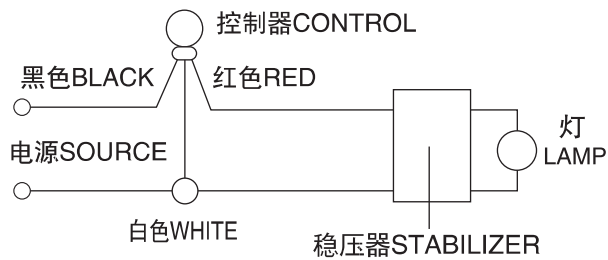 控制器CONTROL
黑色BLACK
红色RED
电源SOURCE
灯
LAMP
白色WHITE
稳压器STABILIZER